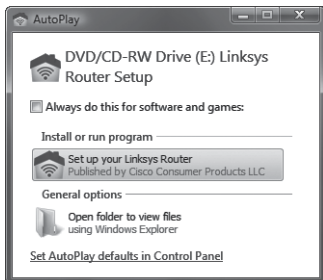 AutoPlay
DVD/CD-RW Drive (E:) Linksys
Router Setup
Always do this for software and games:
Install or run program
Set up your Linksys Router
Published by Cisco Consumer Products LLC
General options
Open folder to view files
using Windows Explorer
Set AutoPlay defaults in Control Panel